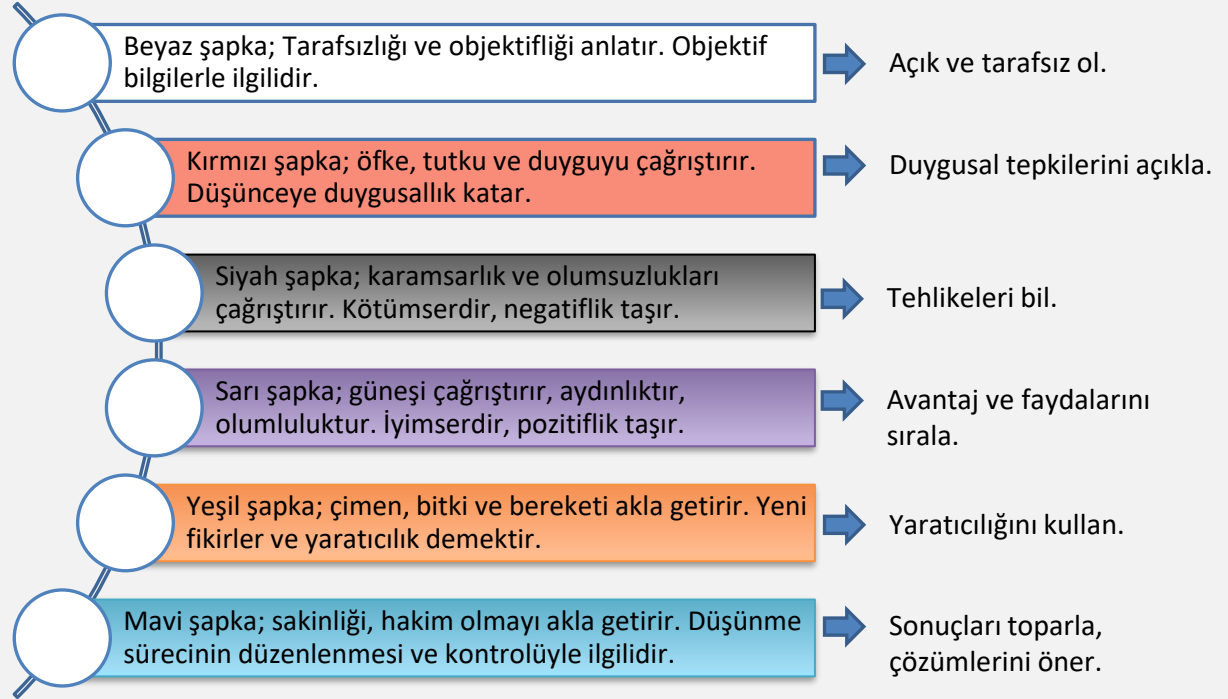 Beyaz şapka; Tarafsızlığı ve objektifliği anlatır. Objektif
bilgilerle ilgilidir.
Açık ve tarafsız ol.
Kırmızı şapka; öfke, tutku ve duyguyu çağrıştırır.
Düşünceye duygusallık katar.
Duygusal tepkilerini açıkla.
Siyah şapka; karamsarlık ve olumsuzlukları
çağrıştırır. Kötümserdir, negatiflik taşır.
Tehlikeleri bil.
Sarı şapka; güneşi çağrıştırır, aydınlıktır,
olumluluktur. İyimserdir, pozitiflik taşır.
Avantaj ve faydalarını
sırala.
Yeşil şapka; çimen, bitki ve bereketi akla getirir. Yeni
fikirler ve yaratıcılık demektir.
Yaratıcılığını kullan.
Mavi şapka; sakinliği, hakim olmayı akla getirir. Düşünme
sürecinin düzenlenmesi ve kontrolüyle ilgilidir.
Sonuçları toparla,
çözümlerini öner.